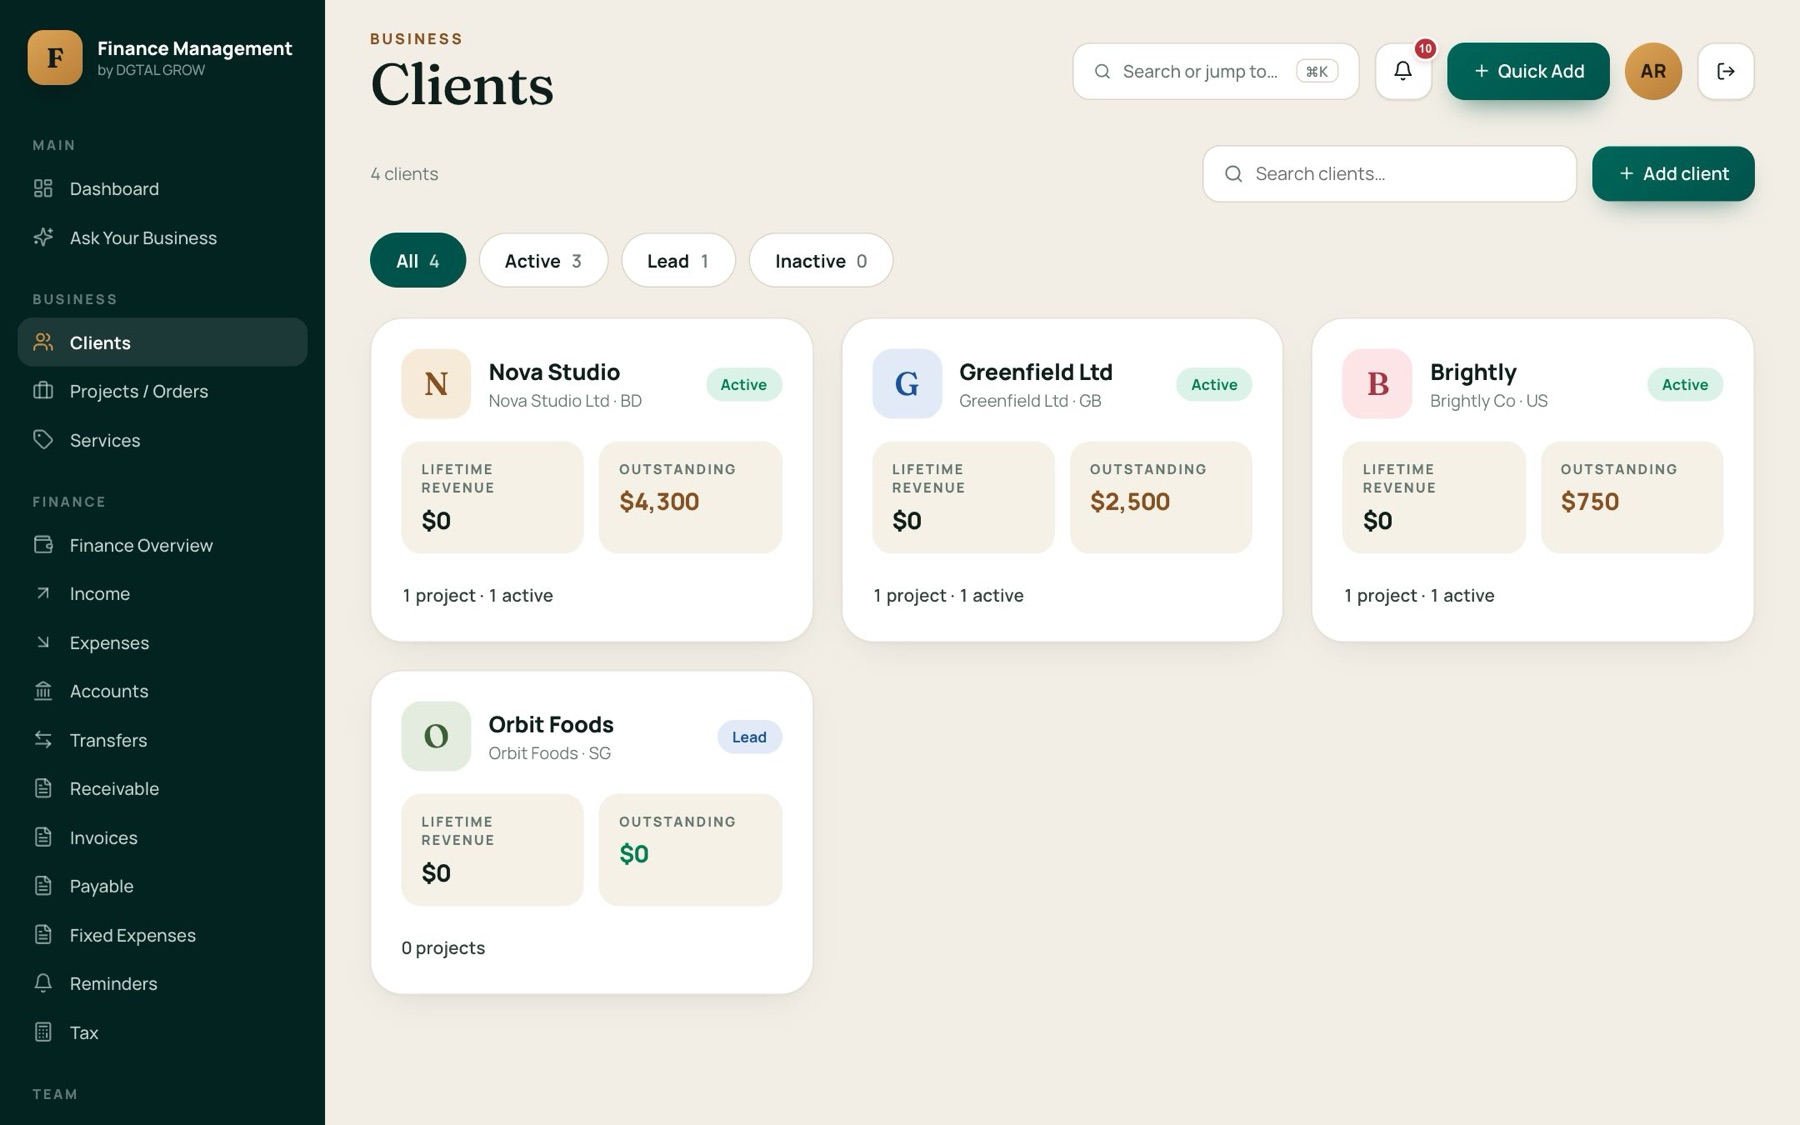 F
Finance Management
by DGTAL GROW
MAIN
Dashboard
Ask Your Business
BUSINESS
Clients
Projects / Orders
Services
FINANCE
Finance Overview
Income
Expenses
Accounts
Transfers
Receivable
Invoices
Payable
Fixed Expenses
Reminders
Tax
TEAM
BUSINESS
Clients
Search or jump to...
⌘K
10
+ Quick Add
AR
4 clients
Search clients...
+ Add client
All 4
Active 3
Lead 1
Inactive 0
N
Nova Studio
Nova Studio Ltd · BD
Active
LIFETIME
REVENUE
$0
OUTSTANDING
$4,300
1 project · 1 active
G
Greenfield Ltd
Greenfield Ltd · GB
Active
LIFETIME
REVENUE
$0
OUTSTANDING
$2,500
1 project · 1 active
B
Brightly
Brightly Co · US
Active
LIFETIME
REVENUE
$0
OUTSTANDING
$750
1 project · 1 active
O
Orbit Foods
Orbit Foods · SG
Lead
LIFETIME
REVENUE
$0
OUTSTANDING
$0
0 projects